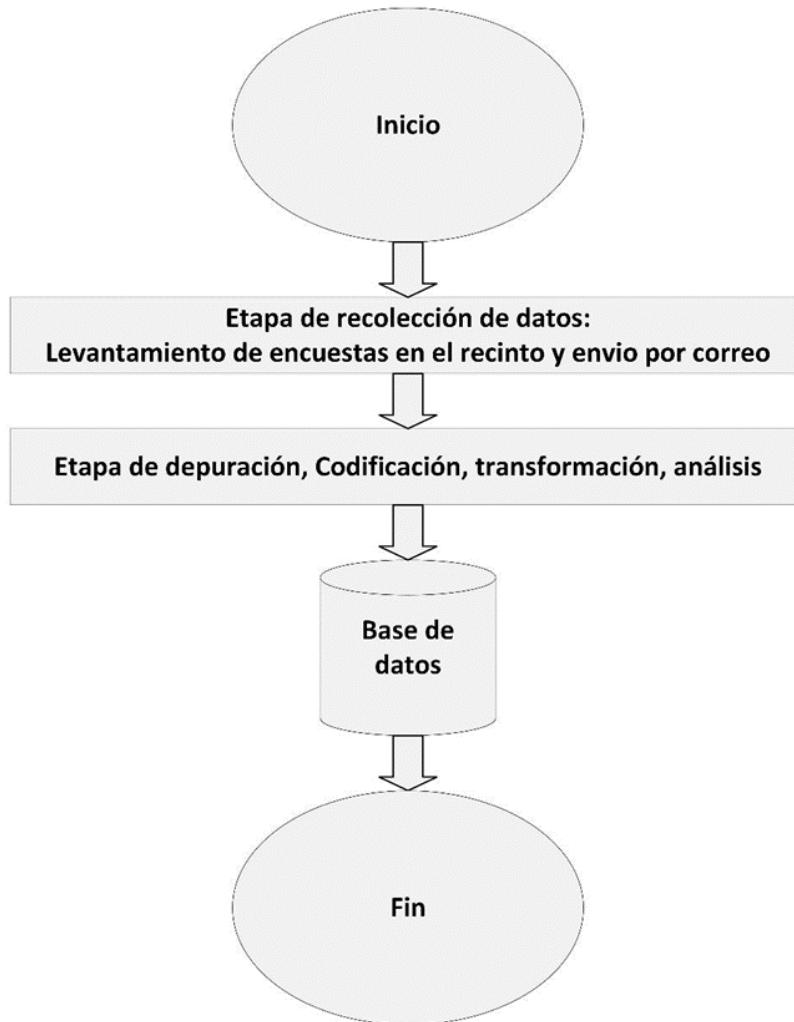 Inicio
Etapa de recolección de datos:
Levantamiento de encuestas en el recinto y envio por correo
Etapa de depuración, Codificación, transformación, análisis
Base de
datos
Fin